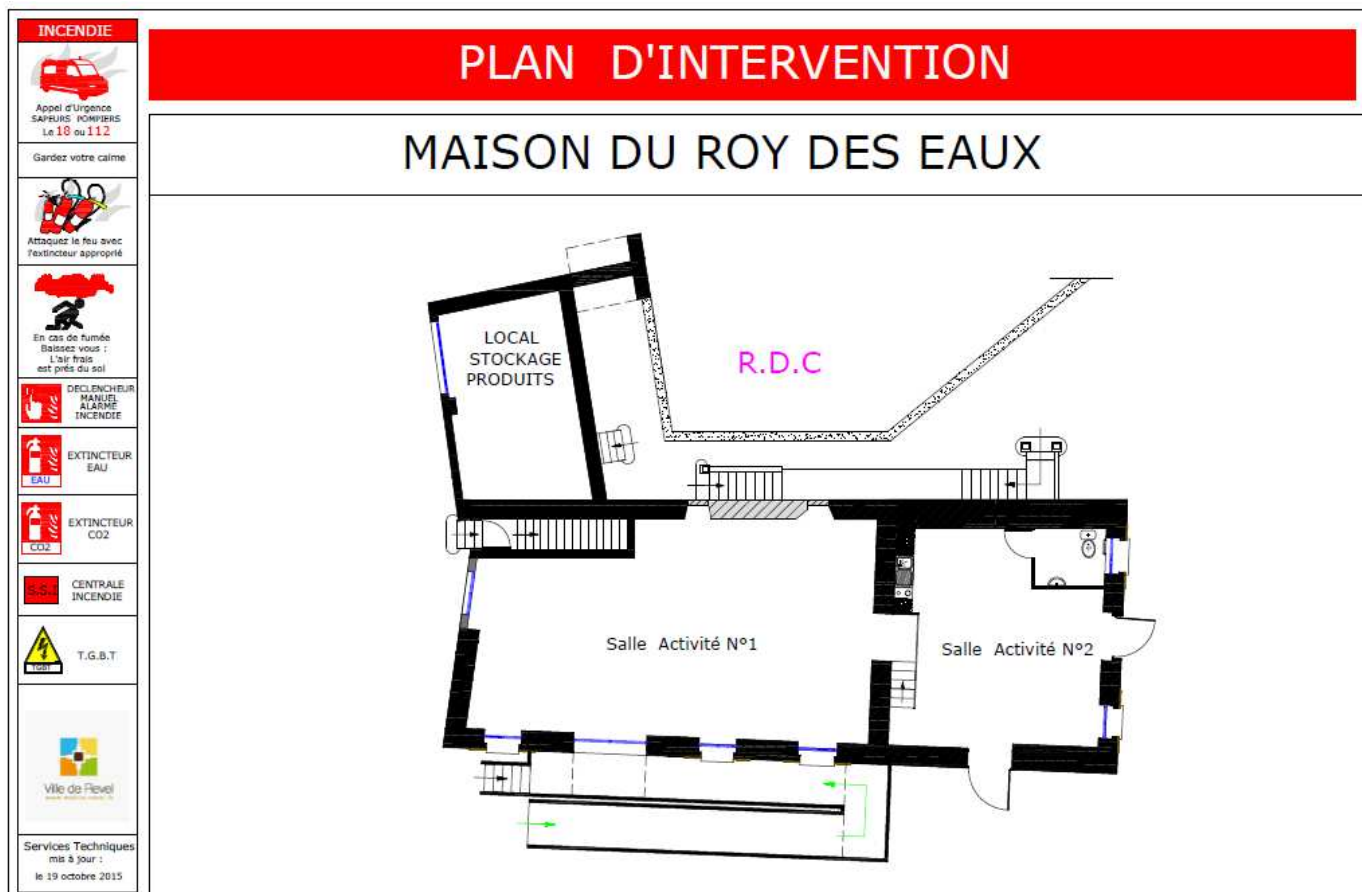 INCENDIE
Appel d'Urgence
SAPEURS POMPIERS
Le 18 ou 112
Gardez votre calme
Attaquez le feu avec
l'extincteur approprié
En cas de fumée
Baissez vous :
L'air frais
est prés du sol
DECLENCHEUR
MANUEL
ALARME
INCENDIE
EAU
EXTINCTEUR
EAU
CO2
EXTINCTEUR
CO2
S.S.I
CENTRALE
INCENDIE
TGBT
T.G.B.T
Ville de Revel
Services Techniques
mis à jour :
le 19 octobre 2015
PLAN D'INTERVENTION
MAISON DU ROY DES EAUX
LOCAL
STOCKAGE
PRODUITS
R.D.C
Salle Activité N°1
Salle Activité N°2